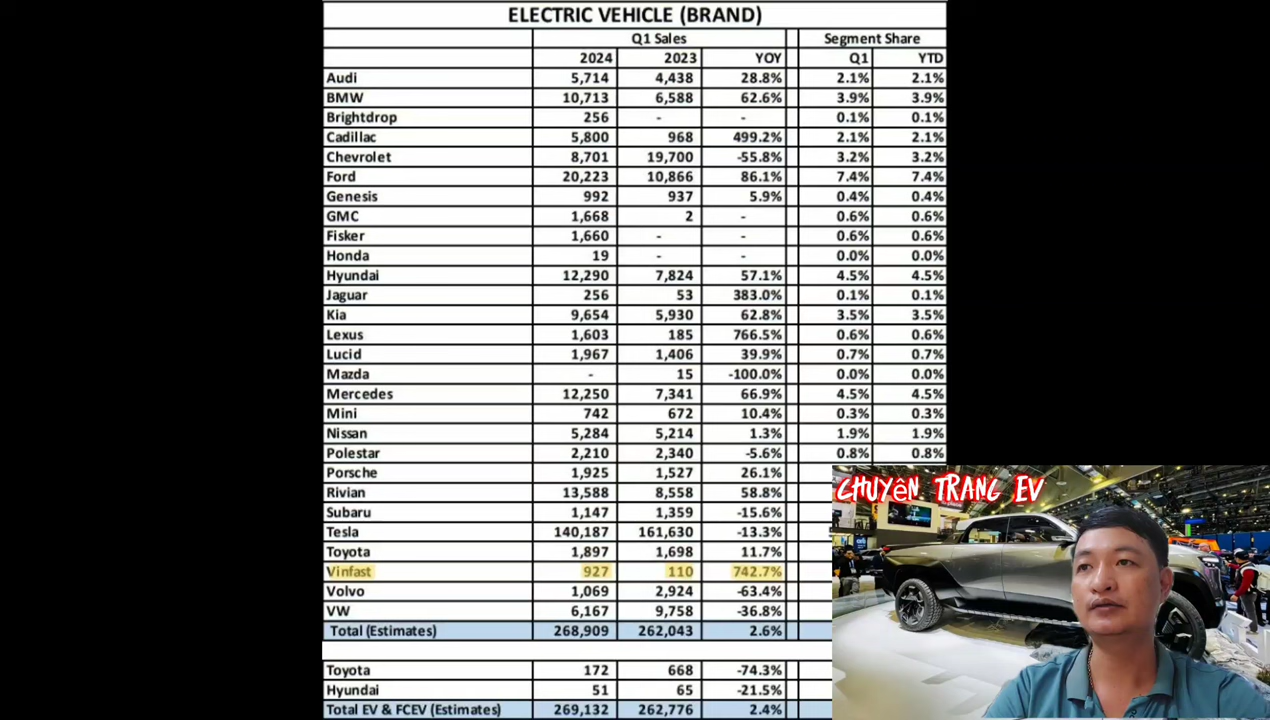 ELECTRIC VEHICLE (BRAND)
Q1 Sales Segment Share
2024 2023 YOY Q1 YTD
Audi 5,714 4,438 28.8% 2.1% 2.1%
BMW 10,713 6,588 62.6% 3.9% 3.9%
Brightdrop 256 - - 0.1% 0.1%
Cadillac 5,800 968 499.2% 2.1% 2.1%
Chevrolet 8,701 19,700 -55.8% 3.2% 3.2%
Ford 20,223 10,866 86.1% 7.4% 7.4%
Genesis 992 937 5.9% 0.4% 0.4%
GMC 1,668 2 - 0.6% 0.6%
Fisker 1,660 - - 0.6% 0.6%
Honda 19 - - 0.0% 0.0%
Hyundai 12,290 7,824 57.1% 4.5% 4.5%
Jaguar 256 53 383.0% 0.1% 0.1%
Kia 9,654 5,930 62.8% 3.5% 3.5%
Lexus 1,603 185 766.5% 0.6% 0.6%
Lucid 1,967 1,406 39.9% 0.7% 0.7%
Mazda - 15 -100.0% 0.0% 0.0%
Mercedes 12,250 7,341 66.9% 4.5% 4.5%
Mini 742 672 10.4% 0.3% 0.3%
Nissan 5,284 5,214 1.3% 1.9% 1.9%
Polestar 2,210 2,340 -5.6% 0.8% 0.8%
Porsche 1,925 1,527 26.1%
Rivian 13,588 8,558 58.8%
Subaru 1,147 1,359 -15.6%
Tesla 140,187 161,630 -13.3%
Toyota 1,897 1,698 11.7%
Vinfast 927 110 742.7%
Volvo 1,069 2,924 -63.4%
VW 6,167 9,758 -36.8%
Total (Estimates) 268,909 262,043 2.6%
Toyota 172 668 -74.3%
Hyundai 51 65 -21.5%
Total EV & FCEV (Estimates) 269,132 262,776 2.4%
CHUYêN TRANG EV